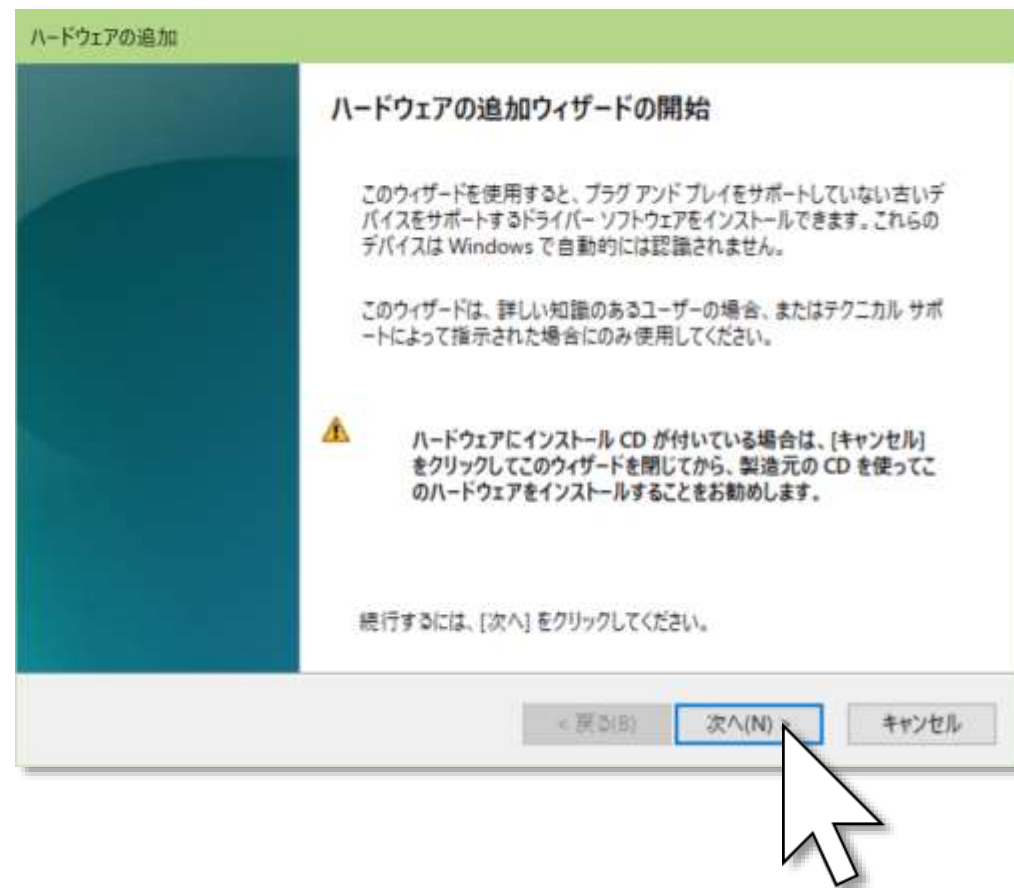 ハードウェアの追加
ハードウェアの追加ウィザードの開始
このウィザードを使用すると、プラグ アンド プレイをサポートしていない古いデ
バイスをサポートするドライバー ソフトウェアをインストールできます。これらの
デバイスは Windows で自動的には認識されません。
このウィザードは、詳しい知識のあるユーザーの場合、またはテクニカル サポ
ートによって指示された場合にのみ使用してください。
ハードウェアにインストール CD が付いている場合は、[キャンセル]
をクリックしてこのウィザードを閉じてから、製造元の CD を使ってこ
のハードウェアをインストールすることをお勧めします。
続行するには、[次へ] をクリックしてください。
< 戻る(B) 次へ(N) > キャンセル